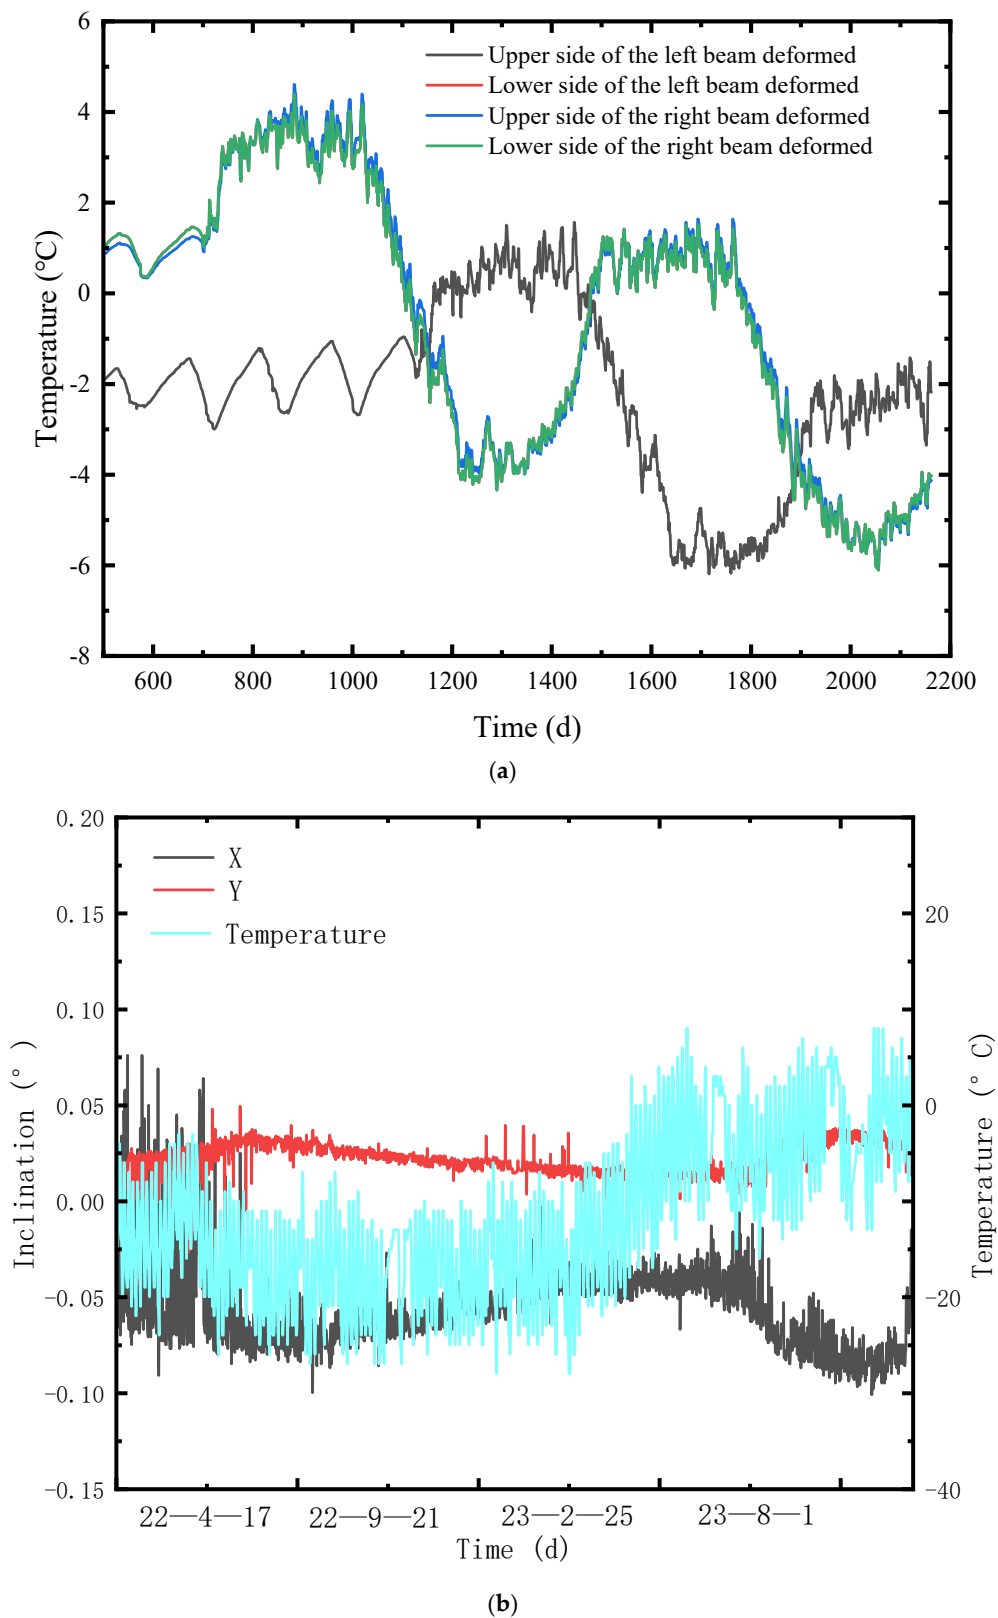 6
4
2
0
-2
-4
-6
-8
Temperature (℃)
Upper side of the left beam deformed
Lower side of the left beam deformed
Upper side of the right beam deformed
Lower side of the right beam deformed
600 800 1000 1200 1400 1600 1800 2000 2200
Time (d)
(a)
0.20
0.15
0.10
0.05
0.00
-0.05
-0.10
-0.15
Inclination (° )
X
Y
Temperature
20
0
-20
-40
Temperature (° C)
22—4—17 22—9—21 23—2—25 23—8—1
Time (d)
(b)